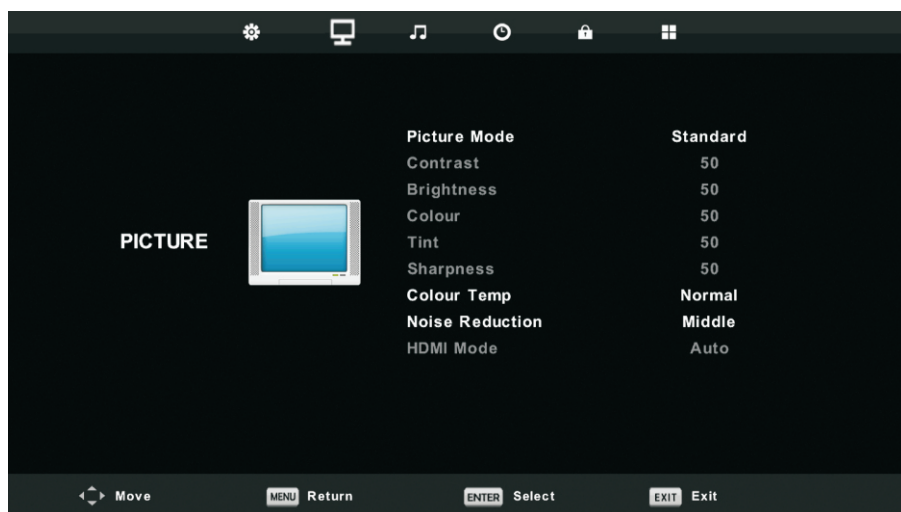 Picture Mode Standard
Contrast 50
Brightness 50
Colour 50
PICTURE
Tint 50
Sharpness 50
Colour Temp Normal
Noise Reduction Middle
HDMI Mode Auto
Move MENU Return ENTER Select EXIT Exit